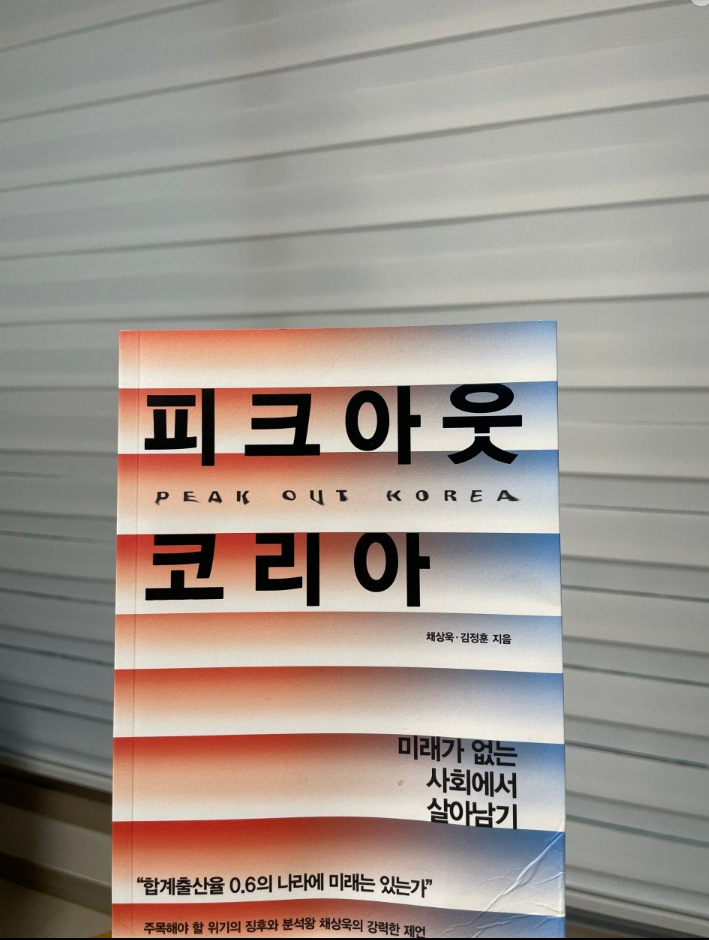 피크아웃
PEAK OUT KOREA
코리아
채상욱·김정훈 지음
미래가 없는
사회에서
살아남기
“합계출산율 0.6의 나라에 미래는 있는가”
주목해야 할 위기의 징후와 분석왕 채상욱의 강력한 제언